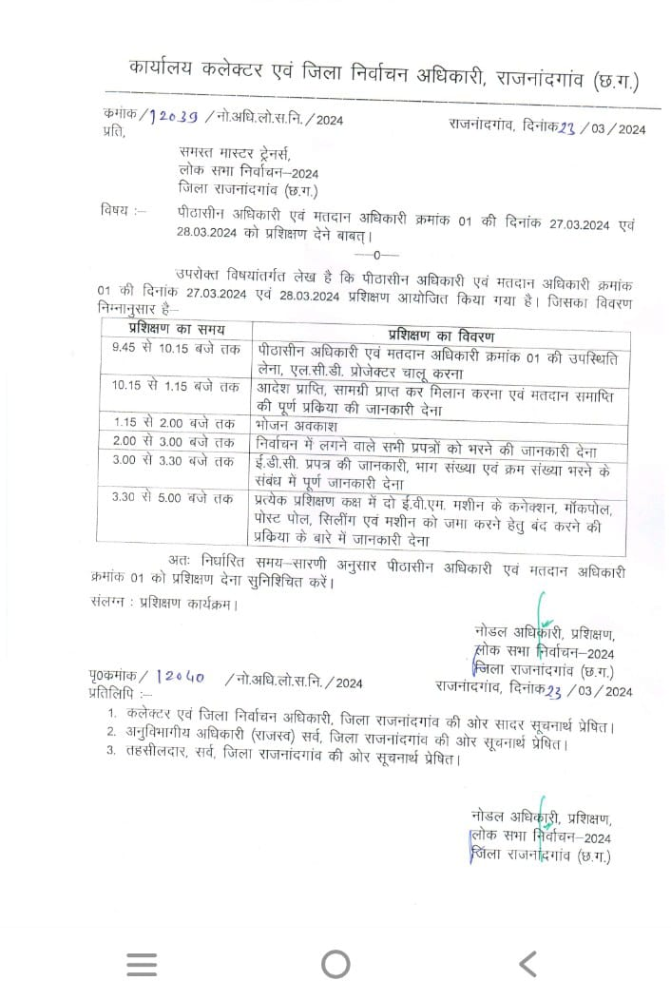 कार्यालय कलेक्टर एवं जिला निर्वाचन अधिकारी, राजनांदगांव (छ.ग.)
कमांक /12039 / नो.अधि.लो.स.नि. / 2024
राजनांदगांव, दिनांक 23 / 03 / 2024
प्रति,
समस्त मास्टर ट्रेनर्स,
लोक सभा निर्वाचन–2024
जिला राजनांदगांव (छ.ग.)
विषय :– पीठासीन अधिकारी एवं मतदान अधिकारी क्रमांक 01 की दिनांक 27.03.2024 एवं
28.03.2024 को प्रशिक्षण देने बाबत्।
—0—
उपरोक्त विषयांतर्गत लेख है कि पीठासीन अधिकारी एवं मतदान अधिकारी क्रमांक
01 की दिनांक 27.03.2024 एवं 28.03.2024 प्रशिक्षण आयोजित किया गया है। जिसका विवरण
निम्नानुसार है–
प्रशिक्षण का समय
प्रशिक्षण का विवरण
9.45 से 10.15 बजे तक
पीठासीन अधिकारी एवं मतदान अधिकारी क्रमांक 01 की उपस्थिति
लेना, एल.सी.डी. प्रोजेक्टर चालू करना
10.15 से 1.15 बजे तक
आदेश प्राप्ति, सामग्री प्राप्त कर मिलान करना एवं मतदान समाप्ति
की पूर्ण प्रकिया की जानकारी देना
1.15 से 2.00 बजे तक
भोजन अवकाश
2.00 से 3.00 बजे तक
निर्वाचन में लगने वाले सभी प्रपत्रों को भरने की जानकारी देना
3.00 से 3.30 बजे तक
ई.डी.सी. प्रपत्र की जानकारी, भाग संख्या एवं क्रम संख्या भरने के
संबंध में पूर्ण जानकारी देना
3.30 से 5.00 बजे तक
प्रत्येक प्रशिक्षण कक्ष में दो ई.वी.एम. मशीन के कनेक्शन, मॉकपोल,
पोस्ट पोल, सिलींग एवं मशीन को जमा करने हेतु बंद करने की
प्रकिया के बारे में जानकारी देना
अतः निर्धारित समय–सारणी अनुसार पीठासीन अधिकारी एवं मतदान अधिकारी
क्रमांक 01 को प्रशिक्षण देना सुनिश्चित करें।
संलग्न : प्रशिक्षण कार्यक्रम।
नोडल अधिकारी, प्रशिक्षण,
लोक सभा निर्वाचन–2024
जिला राजनांदगांव (छ.ग.)
पृ०कमांक / 12040 / नो.अधि.लो.स.नि. / 2024
राजनांदगांव, दिनांक 23 / 03 / 2024
प्रतिलिपि :–
1. कलेक्टर एवं जिला निर्वाचन अधिकारी, जिला राजनांदगांव की ओर सादर सूचनार्थ प्रेषित।
2. अनुविभागीय अधिकारी (राजस्व) सर्व, जिला राजनांदगांव की ओर सूचनार्थ प्रेषित।
3. तहसीलदार, सर्व, जिला राजनांदगांव की ओर सूचनार्थ प्रेषित।
नोडल अधिकारी, प्रशिक्षण,
लोक सभा निर्वाचन–2024
जिला राजनांदगांव (छ.ग.)